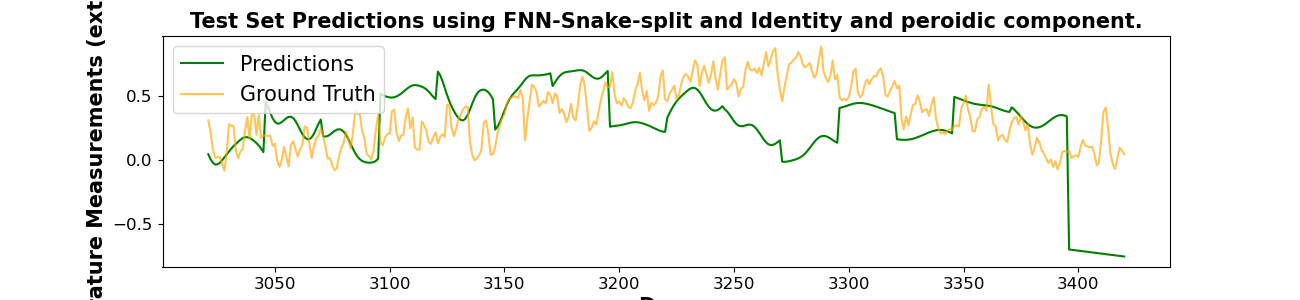 Test Set Predictions using FNN-Snake-split and Identity and peroidic component.
Predictions
Ground Truth
0.5
0.0
−0.5
3050
3100
3150
3200
3250
3300
3350
3400
Measurements